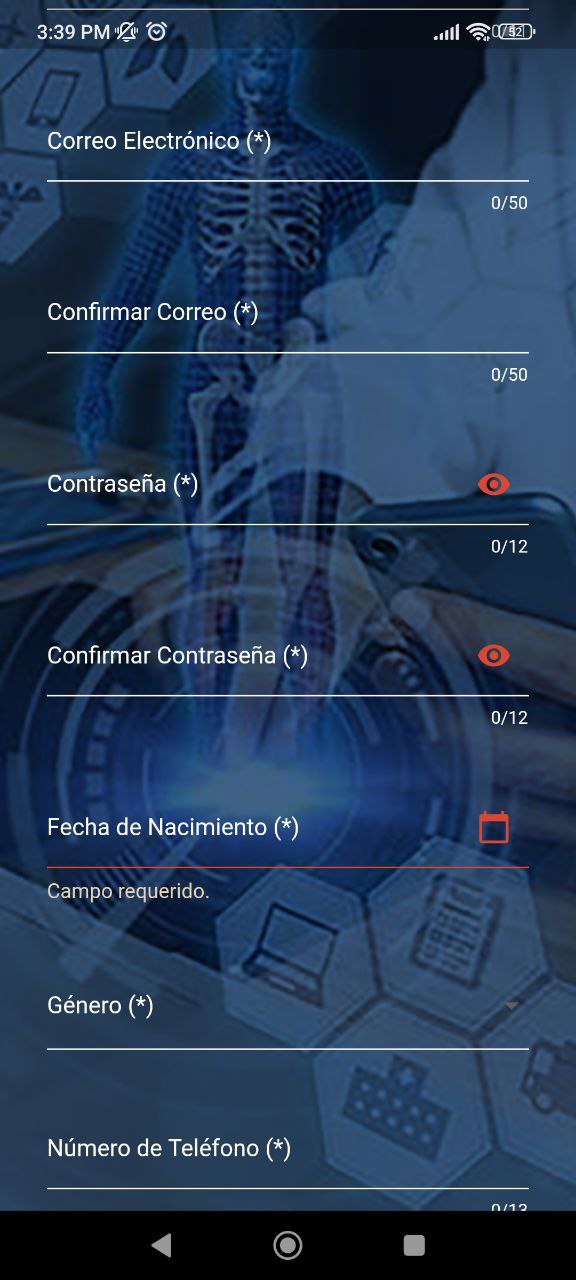 3:39 PM
52
Correo Electrónico (*)
0/50
Confirmar Correo (*)
0/50
Contraseña (*)
0/12
Confirmar Contraseña (*)
0/12
Fecha de Nacimiento (*)
Campo requerido.
Género (*)
Número de Teléfono (*)
0/13